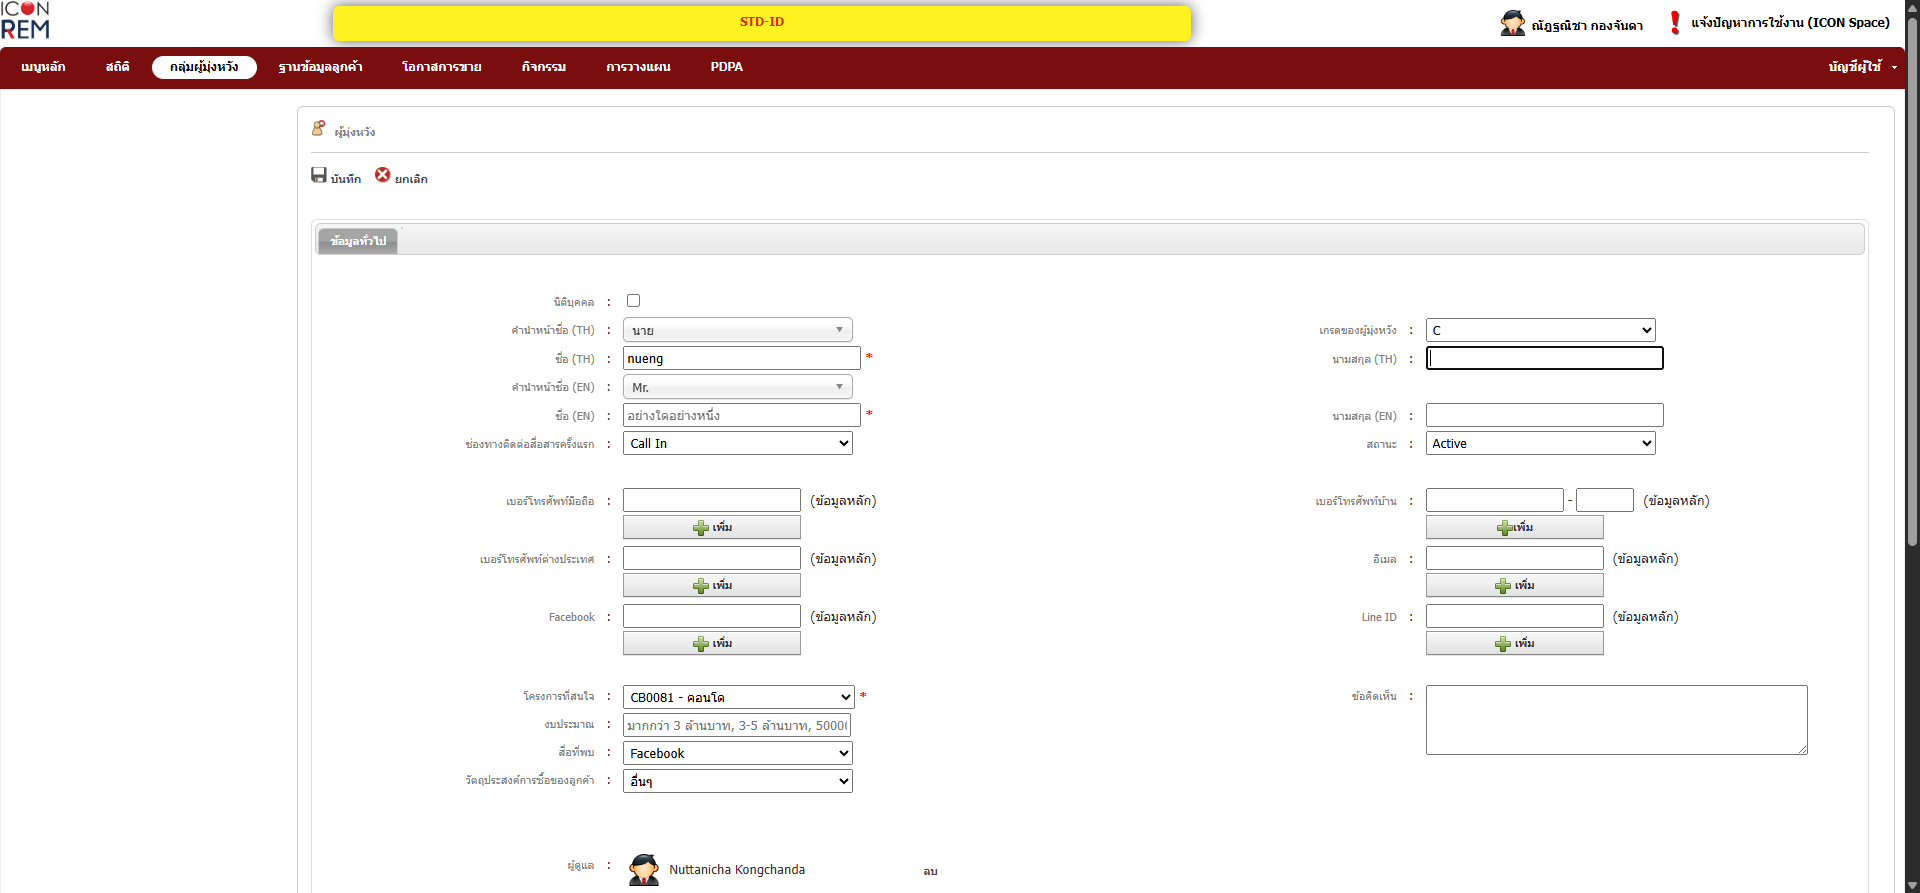 ICON
REM
STD-ID
ณัฏฐณิชา กองจันดา
แจ้งปัญหาการใช้งาน (ICON Space)
เมนูหลัก สถิติ กลุ่มผู้มุ่งหวัง ฐานข้อมูลลูกค้า โอกาสการขาย กิจกรรม การวางแผน PDPA บัญชีผู้ใช้
ผู้มุ่งหวัง
บันทึก ยกเลิก
ข้อมูลทั่วไป
นิติบุคคล :
คำนำหน้าชื่อ (TH) : นาย เกรดของผู้มุ่งหวัง : C
ชื่อ (TH) : nueng * นามสกุล (TH) :
คำนำหน้าชื่อ (EN) : Mr.
ชื่อ (EN) : อย่างใดอย่างหนึ่ง * นามสกุล (EN) :
ช่องทางติดต่อสื่อสารครั้งแรก : Call In สถานะ : Active
เบอร์โทรศัพท์มือถือ : (ข้อมูลหลัก) เบอร์โทรศัพท์บ้าน : - (ข้อมูลหลัก)
เพิ่ม เพิ่ม
เบอร์โทรศัพท์ต่างประเทศ : (ข้อมูลหลัก) อีเมล : (ข้อมูลหลัก)
เพิ่ม เพิ่ม
Facebook : (ข้อมูลหลัก) Line ID : (ข้อมูลหลัก)
เพิ่ม เพิ่ม
โครงการที่สนใจ : CB0081 - คอนโด * ข้อคิดเห็น :
งบประมาณ : มากกว่า 3 ล้านบาท, 3-5 ล้านบาท, 5000(
สื่อที่พบ : Facebook
วัตถุประสงค์การซื้อของลูกค้า : อื่นๆ
ผู้ดูแล : Nuttanicha Kongchanda ลบ